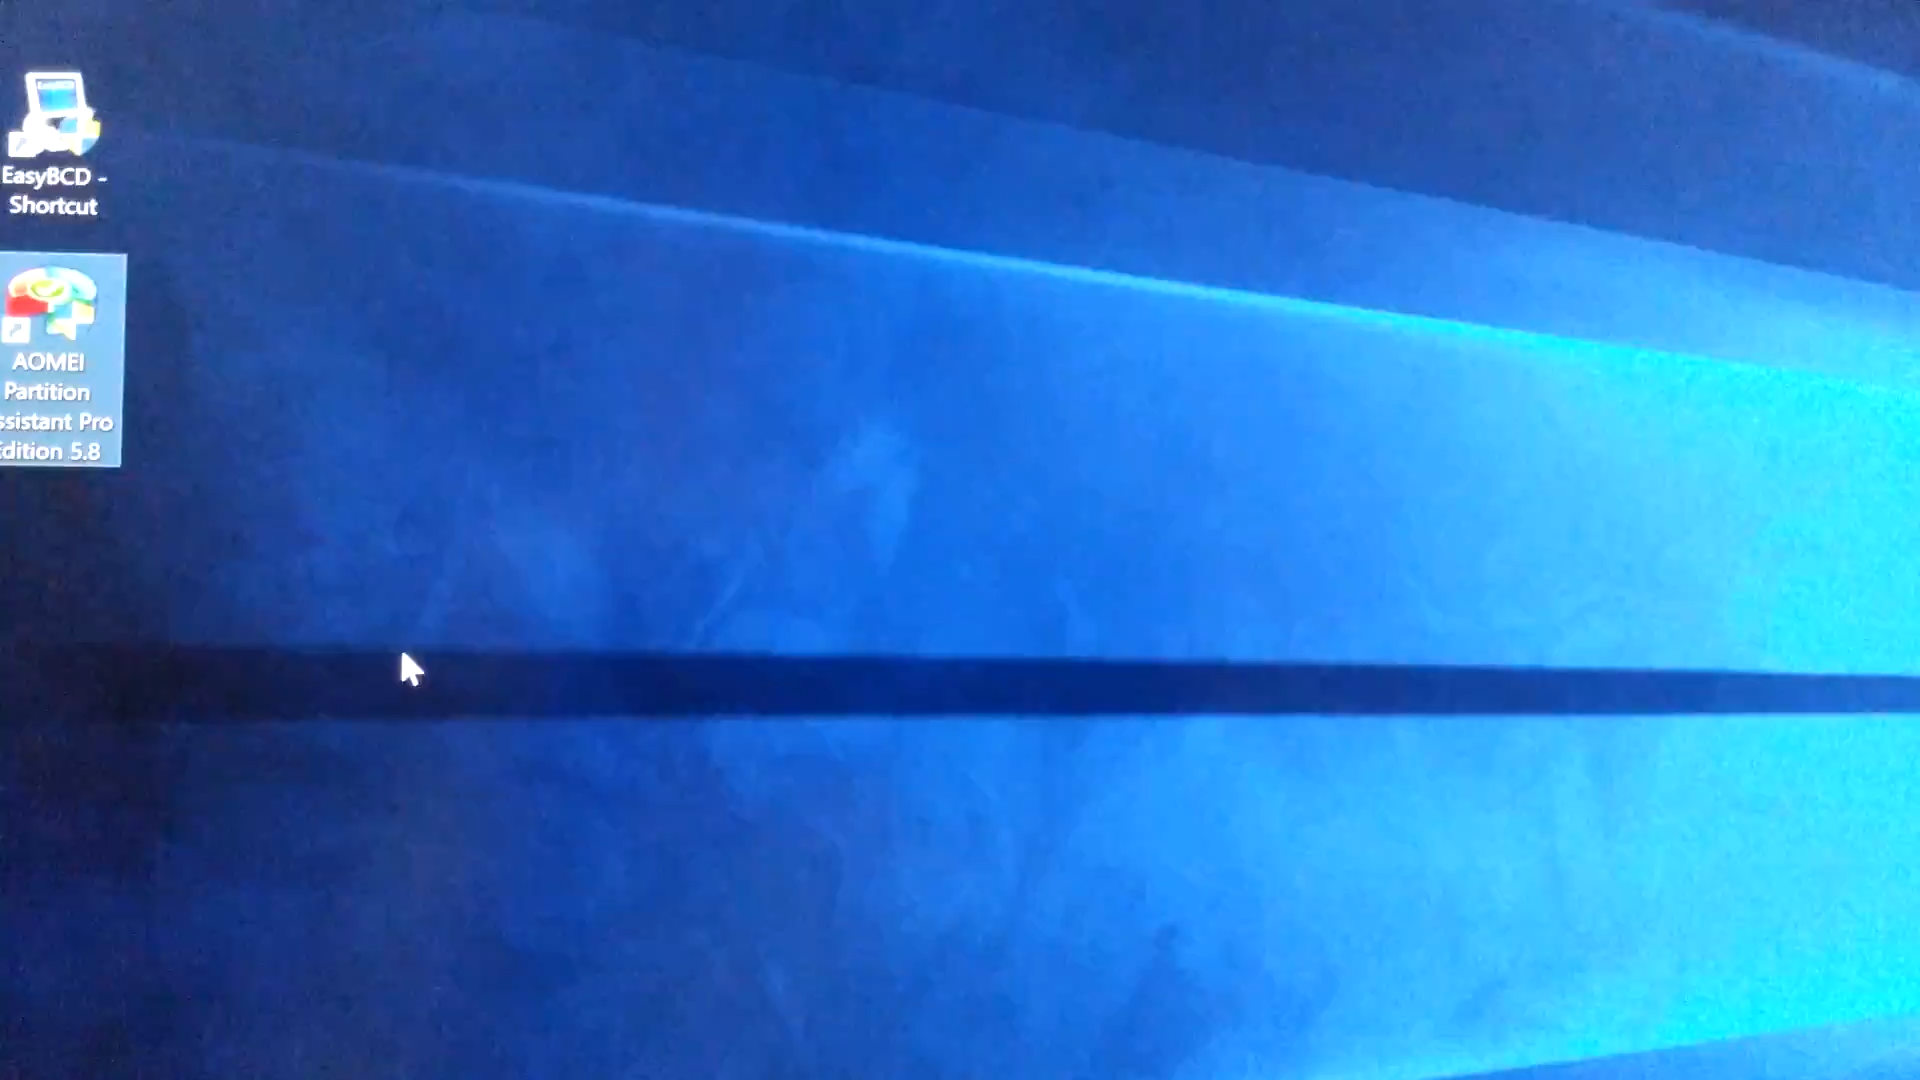 EasyBCD -
Shortcut
AOMEI
Partition
ssistant Pro
Edition 5.8